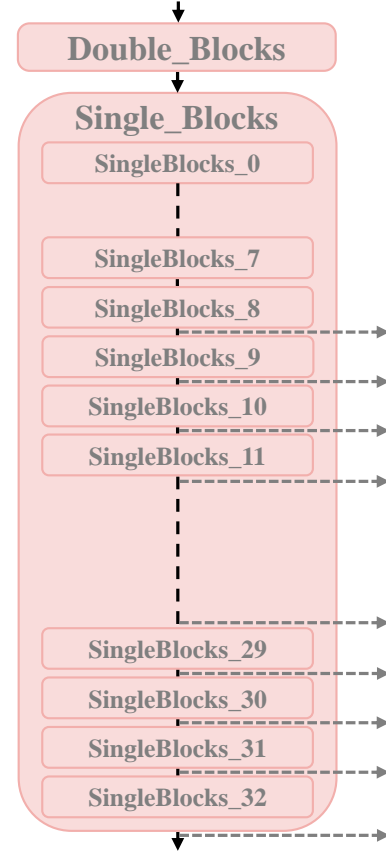 Double_Blocks
Single_Blocks
SingleBlocks_0
SingleBlocks_7
SingleBlocks_8
SingleBlocks_9
SingleBlocks_10
SingleBlocks_11
SingleBlocks_29
SingleBlocks_30
SingleBlocks_31
SingleBlocks_32